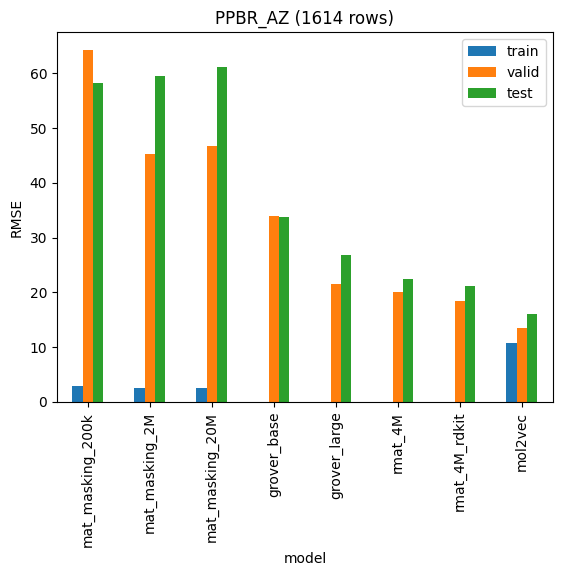 PPBR_AZ (1614 rows)
train
valid
test
RMSE
60
50
40
30
20
10
0
mat_masking_200k
mat_masking_2M
mat_masking_20M
grover_base
grover_large
rmat_4M
rmat_4M_rdkit
mol2vec
model